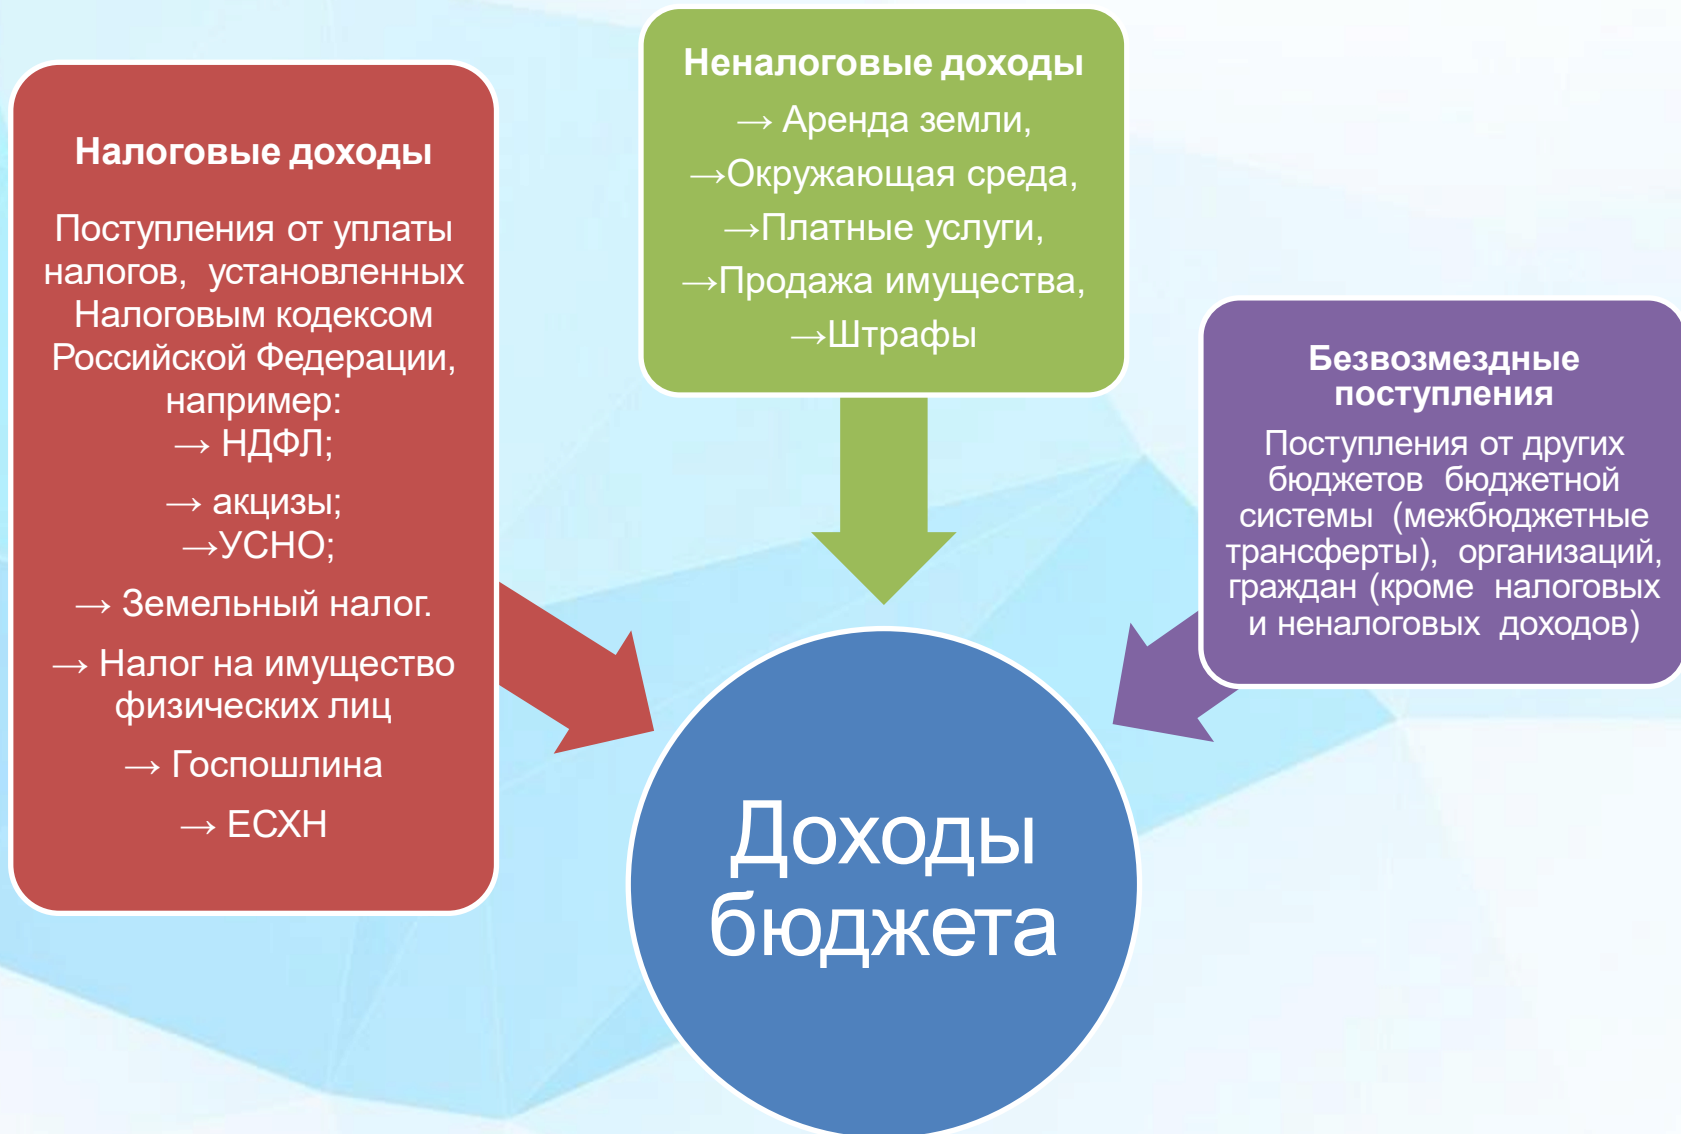 Налоговые доходы
Поступления от уплаты
налогов, установленных
Налоговым кодексом
Российской Федерации,
например:
→ НДФЛ;
→ акцизы;
→УСНО;
→ Земельный налог.
→ Налог на имущество
физических лиц
→ Госпошлина
→ ЕСХН
Неналоговые доходы
→ Аренда земли,
→Окружающая среда,
→Платные услуги,
→Продажа имущества,
→Штрафы
Безвозмездные
поступления
Поступления от других
бюджетов бюджетной
системы (межбюджетные
трансферты), организаций,
граждан (кроме налоговых
и неналоговых доходов)
Доходы
бюджета